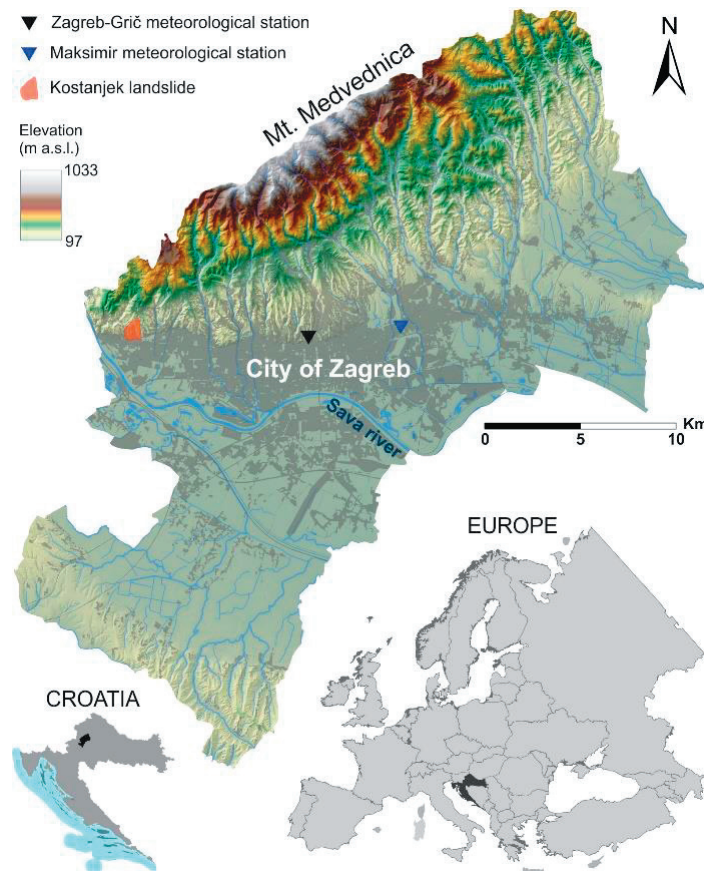 Zagreb-Grič meteorological station
Maksimir meteorological station
Kostanjek landslide
Elevation
(m a.s.l.)
1033
97
Mt. Medvednica
N
City of Zagreb
Sava river
0 5 10 Km
EUROPE
CROATIA